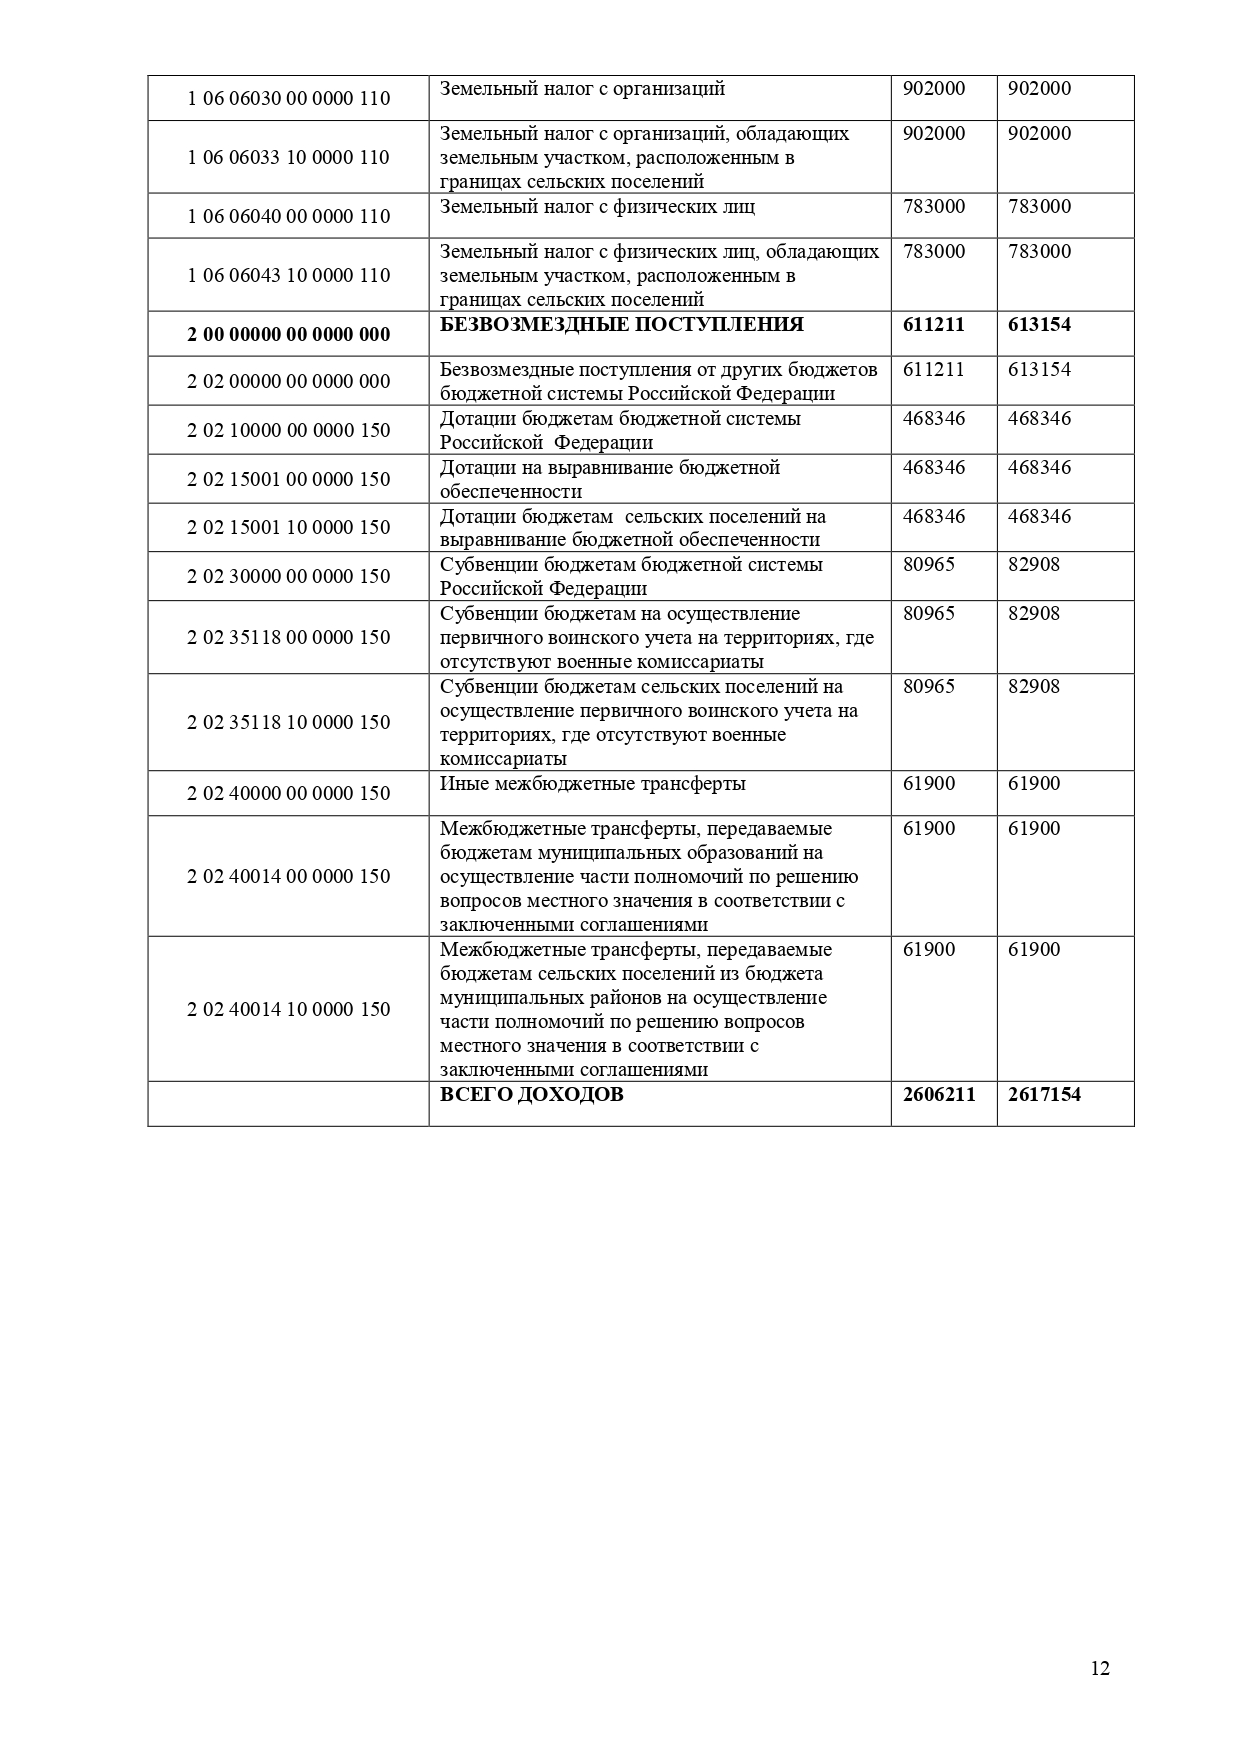 1 06 06030 00 0000 110 Земельный налог с организаций 902000 902000
1 06 06033 10 0000 110 Земельный налог с организаций, обладающих 902000 902000
земельным участком, расположенным в
границах сельских поселений
1 06 06040 00 0000 110 Земельный налог с физических лиц 783000 783000
1 06 06043 10 0000 110 Земельный налог с физических лиц, обладающих 783000 783000
земельным участком, расположенным в
границах сельских поселений
2 00 00000 00 0000 000 БЕЗВОЗМЕЗДНЫЕ ПОСТУПЛЕНИЯ 611211 613154
2 02 00000 00 0000 000 Безвозмездные поступления от других бюджетов 611211 613154
бюджетной системы Российской Федерации
2 02 10000 00 0000 150 Дотации бюджетам бюджетной системы 468346 468346
Российской  Федерации
2 02 15001 00 0000 150 Дотации на выравнивание бюджетной 468346 468346
обеспеченности
2 02 15001 10 0000 150 Дотации бюджетам  сельских поселений на 468346 468346
выравнивание бюджетной обеспеченности
2 02 30000 00 0000 150 Субвенции бюджетам бюджетной системы 80965 82908
Российской Федерации
2 02 35118 00 0000 150 Субвенции бюджетам на осуществление 80965 82908
первичного воинского учета на территориях, где
отсутствуют военные комиссариаты
2 02 35118 10 0000 150 Субвенции бюджетам сельских поселений на 80965 82908
осуществление первичного воинского учета на
территориях, где отсутствуют военные
комиссариаты
2 02 40000 00 0000 150 Иные межбюджетные трансферты 61900 61900
2 02 40014 00 0000 150 Межбюджетные трансферты, передаваемые 61900 61900
бюджетам муниципальных образований на
осуществление части полномочий по решению
вопросов местного значения в соответствии с
заключенными соглашениями
2 02 40014 10 0000 150 Межбюджетные трансферты, передаваемые 61900 61900
бюджетам сельских поселений из бюджета
муниципальных районов на осуществление
части полномочий по решению вопросов
местного значения в соответствии с
заключенными соглашениями
ВСЕГО ДОХОДОВ 2606211 2617154
12